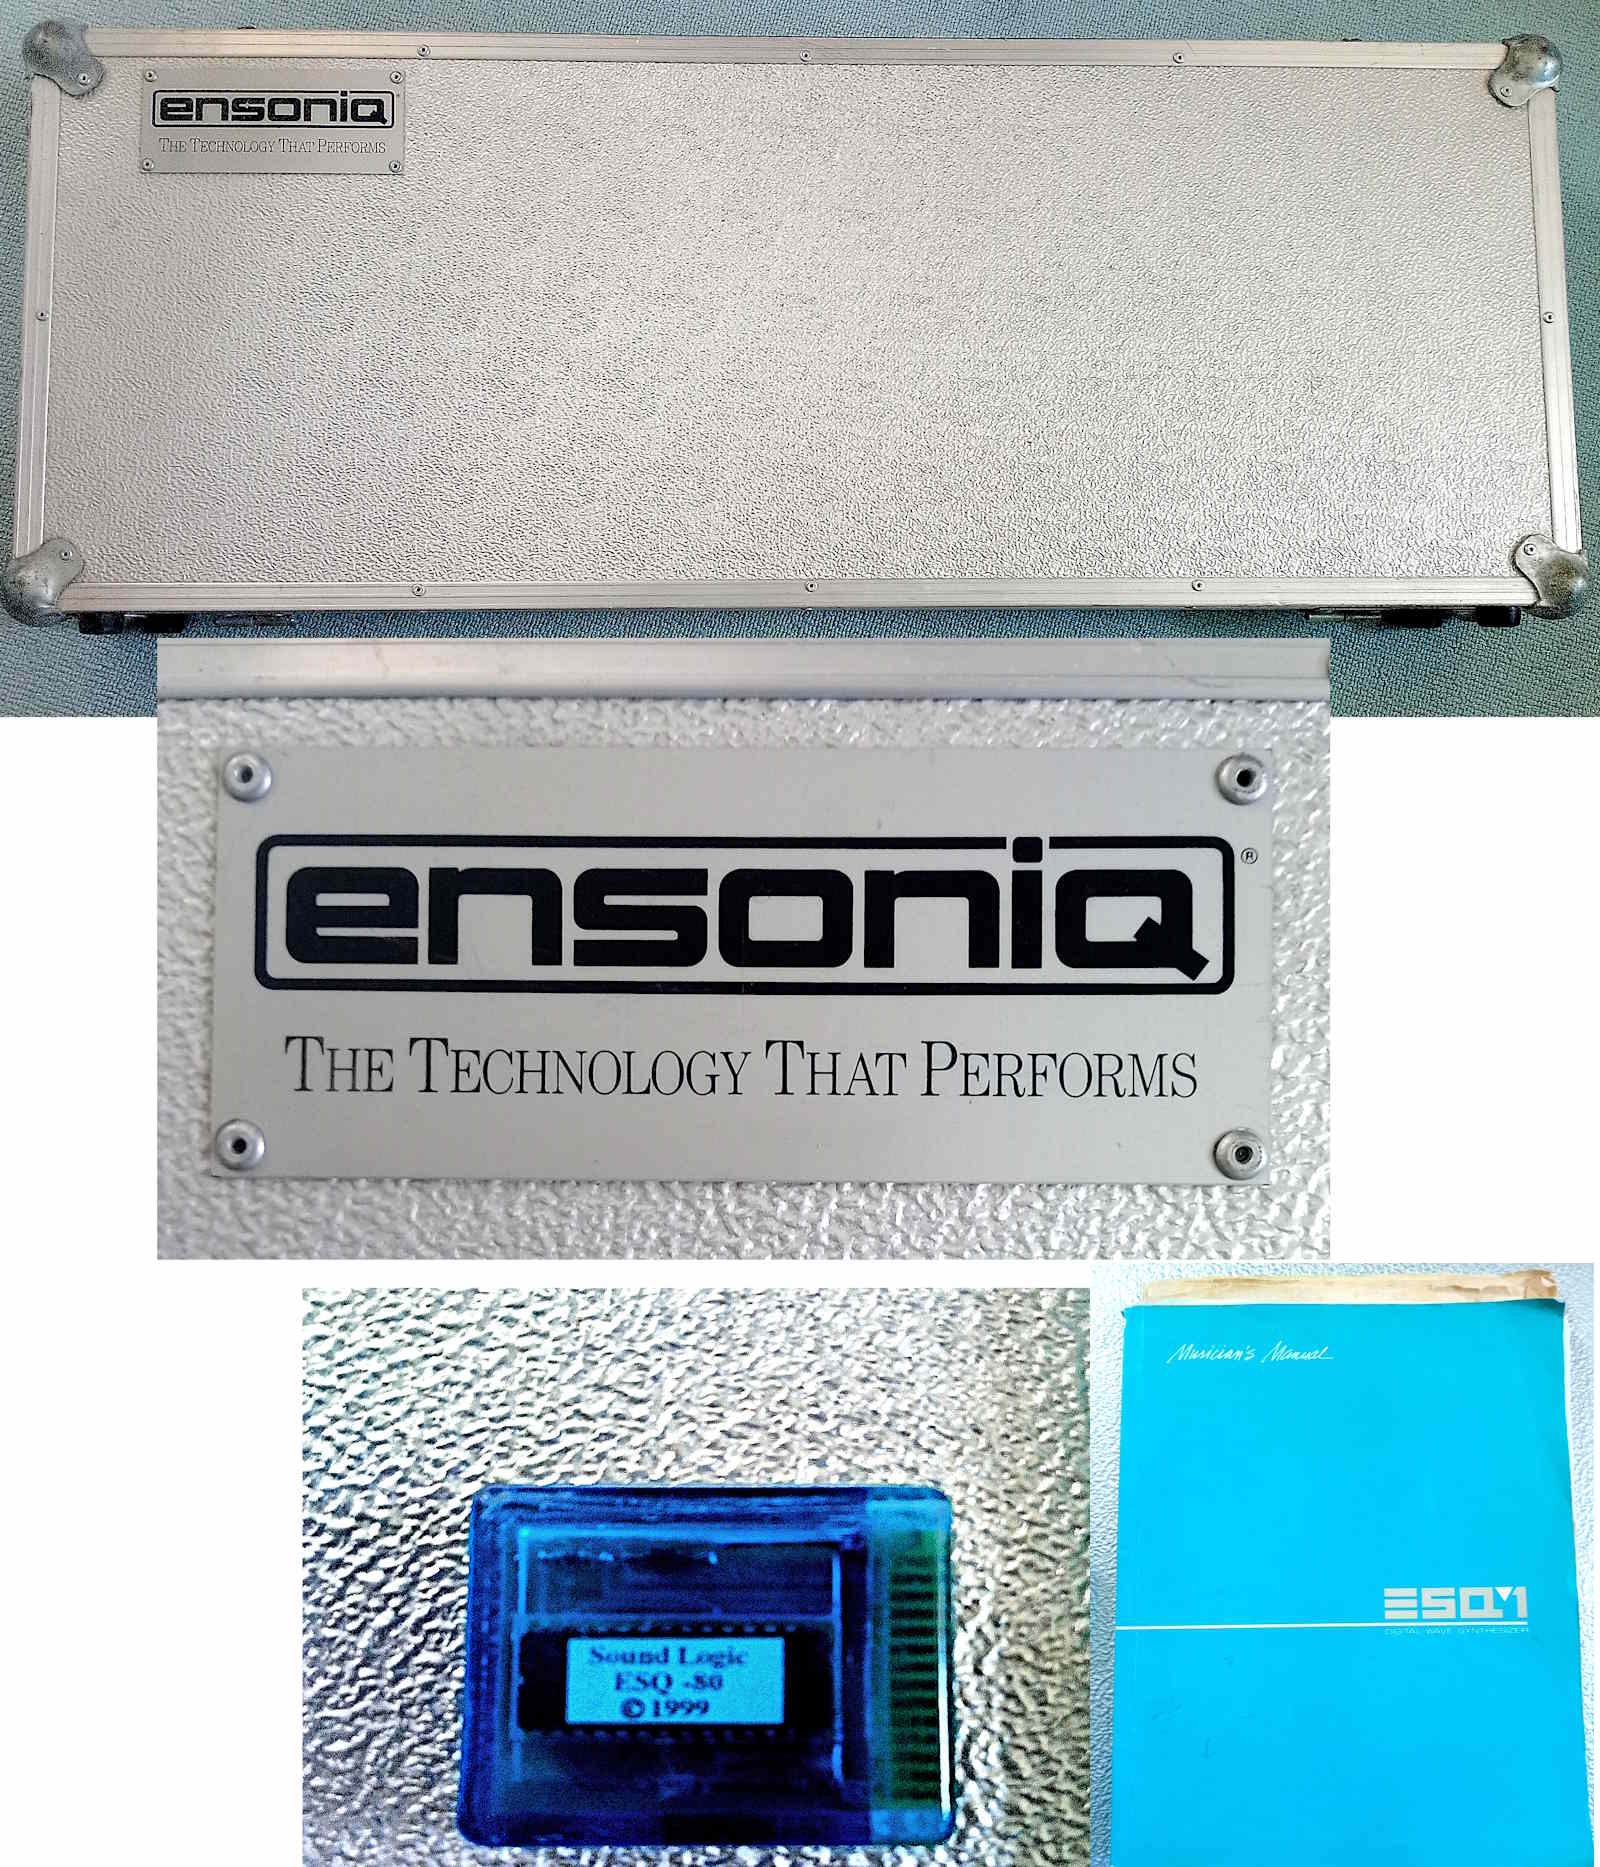 ensoniQ
THE TECHNOLOGY THAT PERFORMS
ensoniQ®
THE TECHNOLOGY THAT PERFORMS
Sound Logic
ESQ -80
© 1999
Musician's Manual
ESQ1
DIGITAL WAVE SYNTHESIZER